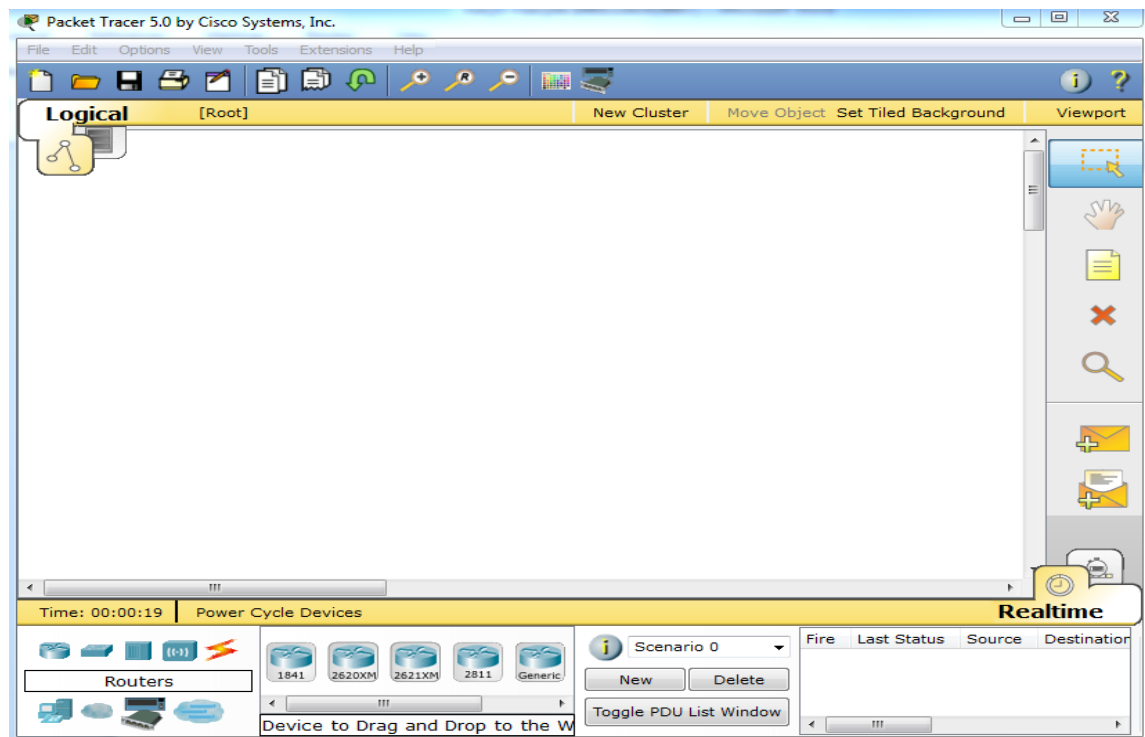 Packet Tracer 5.0 by Cisco Systems, Inc.
File Edit Options View Tools Extensions Help
Logical [Root] New Cluster Move Object Set Tiled Background Viewport
Time: 00:00:19 Power Cycle Devices Realtime
Routers
1841 2620XM 2621XM 2811 Generic
Device to Drag and Drop to the W
Scenario 0
New Delete
Toggle PDU List Window
Fire Last Status Source Destination